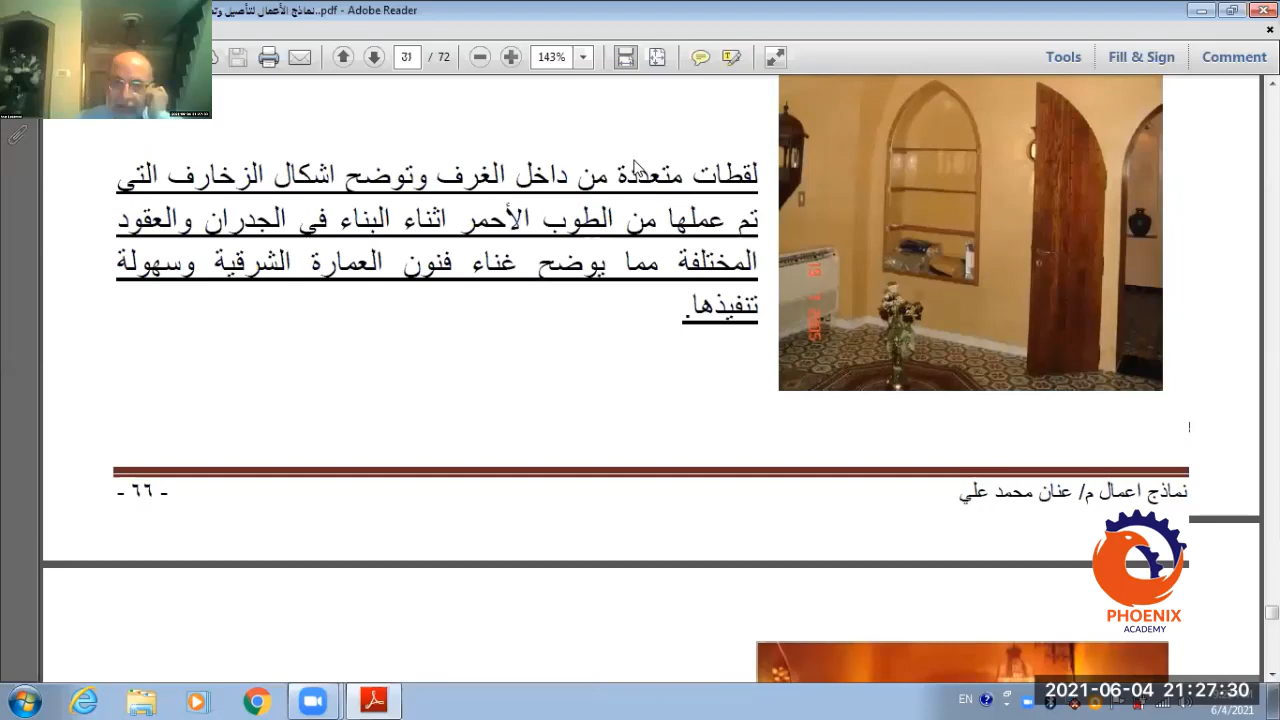 نماذج الأعمال لتأصيل وتم..pdf - Adobe Reader
31 / 72
143%
Tools
Fill & Sign
Comment
لقطات متعددة من داخل الغرف وتوضح اشكال الزخارف التي
تم عملها من الطوب الأحمر اثناء البناء في الجدران والعقود
المختلفة مما يوضح غناء فنون العمارة الشرقية وسهولة
تنفيذها.
نماذج اعمال م/ عنان محمد علي
- ٦٦ -
PHOENIX
ACADEMY
EN
2021-06-04 21:27:30
6/4/2021